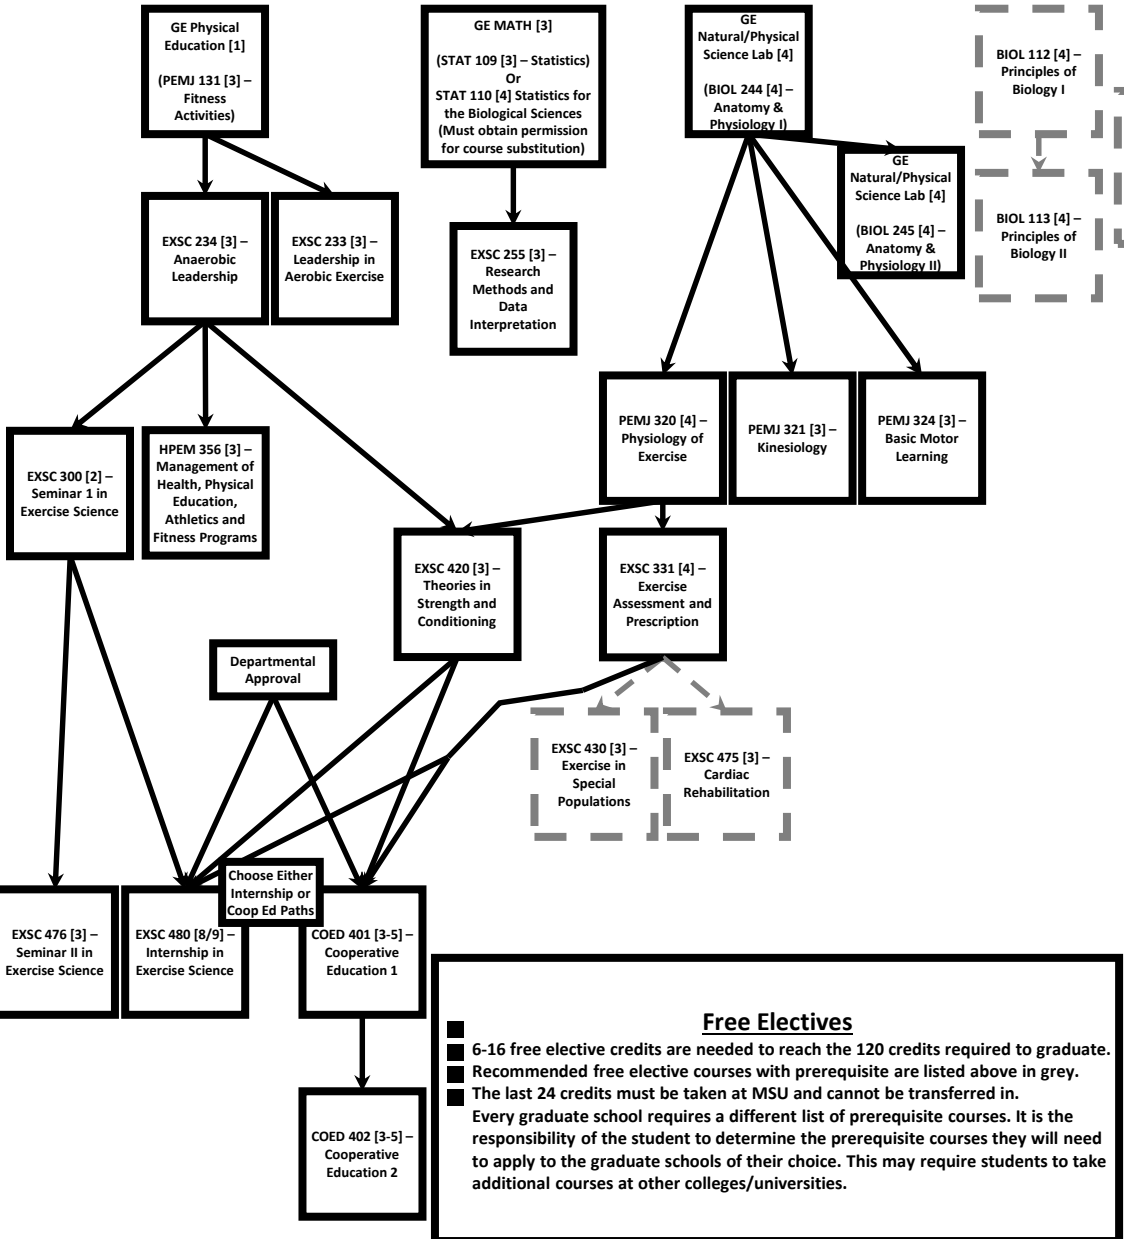 GE Physical
Education [1]
(PEMJ 131 [3] –
Fitness
Activities)
GE MATH [3]
(STAT 109 [3] – Statistics)
Or
STAT 110 [4] Statistics for
the Biological Sciences
(Must obtain permission
for course substitution)
GE
Natural/Physical
Science Lab [4]
(BIOL 244 [4] –
Anatomy &
Physiology I)
BIOL 112 [4] –
Principles of
Biology I
GE
Natural/Physical
Science Lab [4]
(BIOL 245 [4] –
Anatomy &
Physiology II)
BIOL 113 [4] –
Principles of
Biology II
EXSC 234 [3] –
Anaerobic
Leadership
EXSC 233 [3] –
Leadership in
Aerobic Exercise
EXSC 255 [3] –
Research
Methods and
Data
Interpretation
PEMJ 320 [4] –
Physiology of
Exercise
PEMJ 321 [3] –
Kinesiology
PEMJ 324 [3] –
Basic Motor
Learning
EXSC 300 [2] –
Seminar 1 in
Exercise Science
HPEM 356 [3] –
Management of
Health, Physical
Education,
Athletics and
Fitness Programs
EXSC 420 [3] –
Theories in
Strength and
Conditioning
EXSC 331 [4] –
Exercise
Assessment and
Prescription
Departmental
Approval
EXSC 430 [3] –
Exercise in
Special
Populations
EXSC 475 [3] –
Cardiac
Rehabilitation
Choose Either
Internship or
Coop Ed Paths
EXSC 476 [3] –
Seminar II in
Exercise Science
EXSC 480 [8/9] –
Internship in
Exercise Science
COED 401 [3-5] –
Cooperative
Education 1
COED 402 [3-5] –
Cooperative
Education 2
Free Electives
6-16 free elective credits are needed to reach the 120 credits required to graduate.
Recommended free elective courses with prerequisite are listed above in grey.
The last 24 credits must be taken at MSU and cannot be transferred in.
Every graduate school requires a different list of prerequisite courses. It is the
responsibility of the student to determine the prerequisite courses they will need
to apply to the graduate schools of their choice. This may require students to take
additional courses at other colleges/universities.